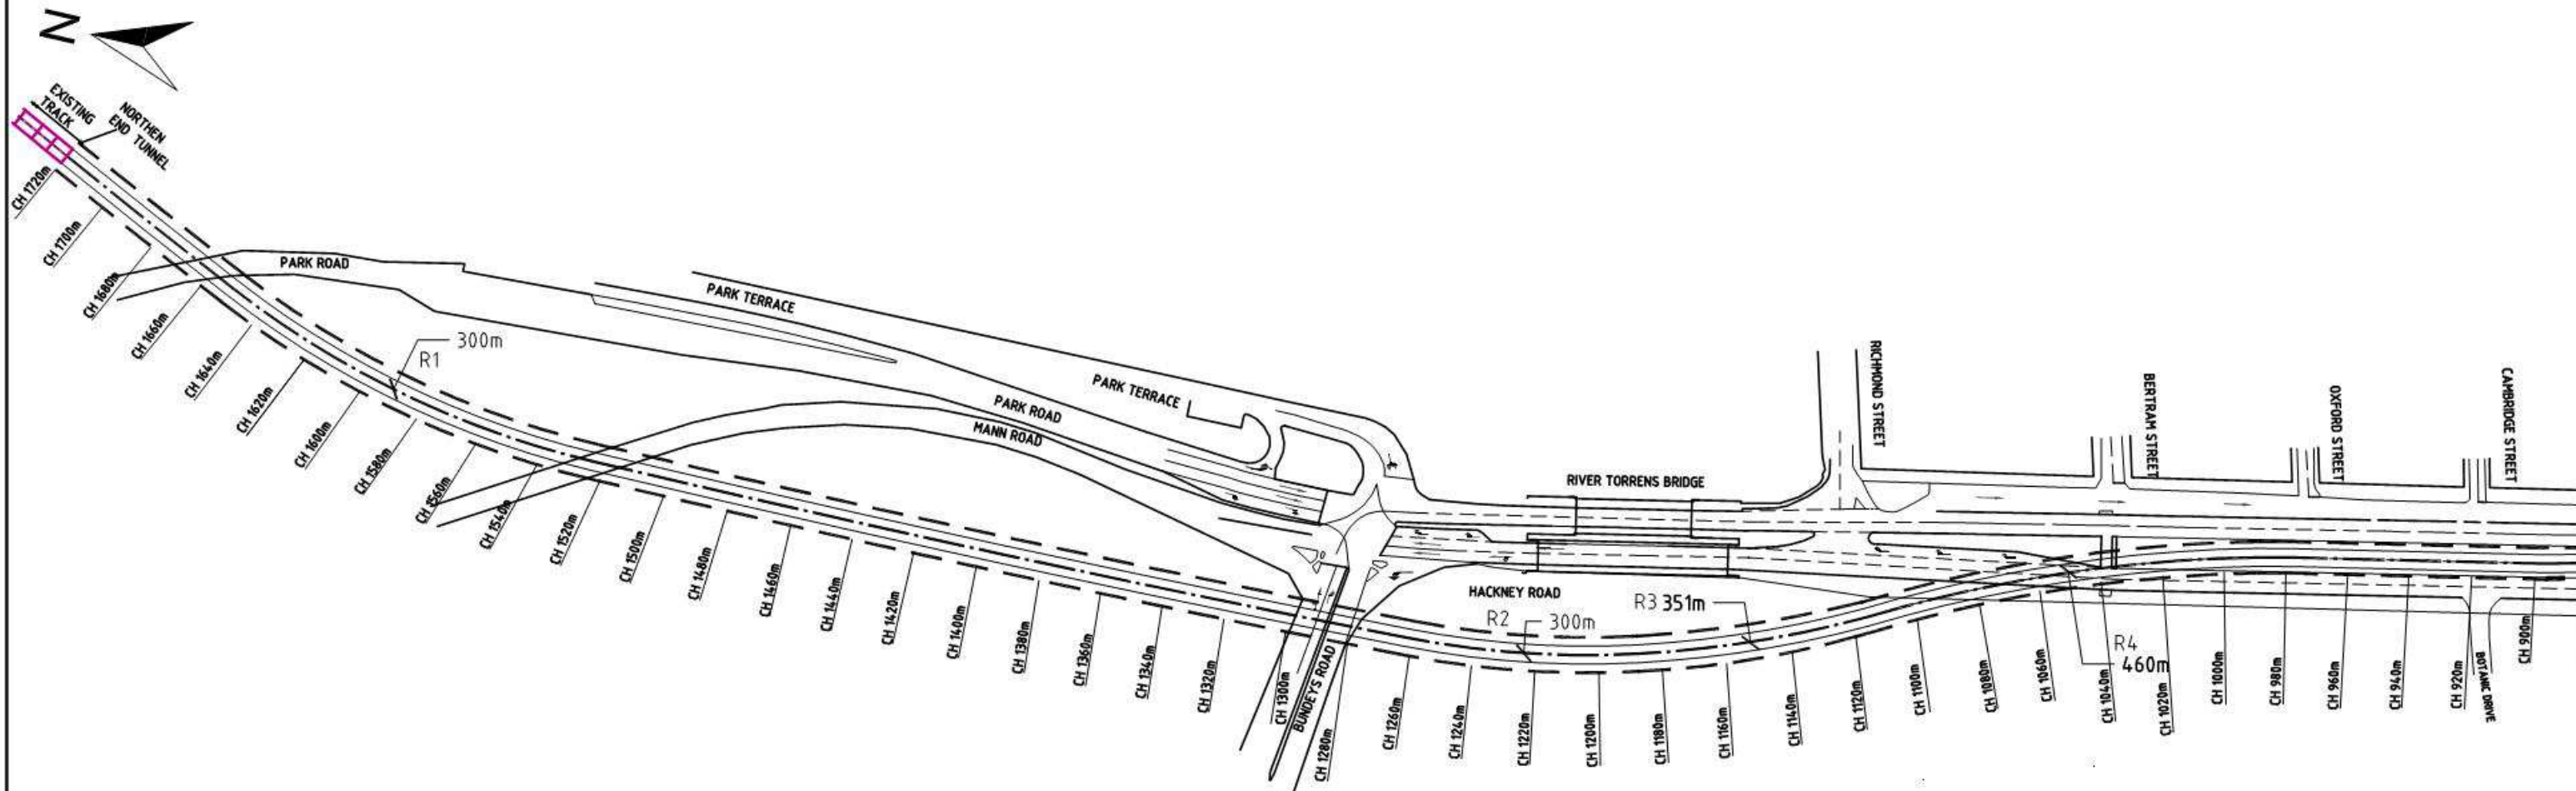 N
EXISTING
TRACK
NORTHEN
END TUNNEL
CH 1720m
CH 1700m
CH 1680m
CH 1660m
CH 1640m
CH 1620m
CH 1600m
CH 1580m
CH 1560m
CH 1540m
CH 1520m
CH 1500m
CH 1480m
CH 1460m
CH 1440m
CH 1420m
CH 1400m
CH 1380m
CH 1360m
CH 1340m
CH 1320m
CH 1300m
CH 1280m
CH 1260m
CH 1240m
CH 1220m
CH 1200m
CH 1180m
CH 1160m
CH 1140m
CH 1120m
CH 1100m
CH 1080m
CH 1060m
CH 1040m
CH 1020m
CH 1000m
CH 980m
CH 960m
CH 940m
CH 920m
CH 900m
PARK ROAD
PARK TERRACE
300m
R1
PARK TERRACE
PARK ROAD
MANN ROAD
BUNDEYS ROAD
RIVER TORRENS BRIDGE
HACKNEY ROAD
R2 300m
R3 351m
R4
460m
RICHMOND STREET
BERTRAM STREET
OXFORD STREET
CAMBRIDGE STREET
BOTANIC DRIVE